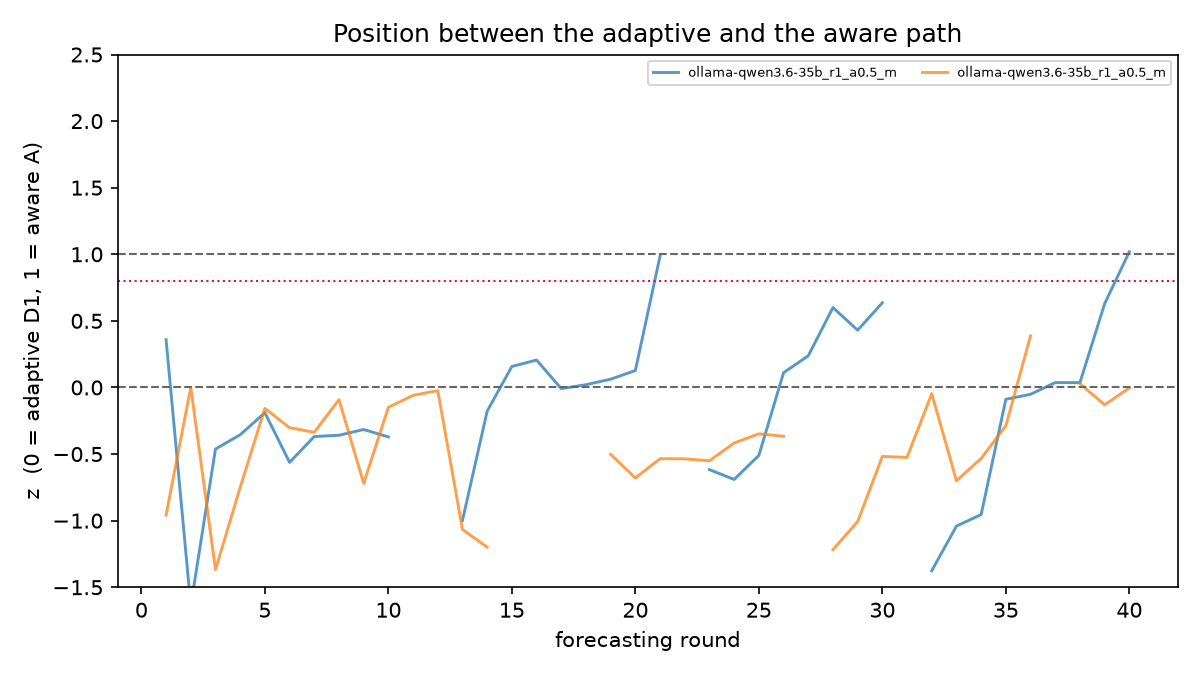 Position between the adaptive and the aware path
ollama-qwen3.6-35b_r1_a0.5_m ollama-qwen3.6-35b_r1_a0.5_m
z (0 = adaptive D1, 1 = aware A)
2.5
2.0
1.5
1.0
0.5
0.0
−0.5
−1.0
−1.5
0 5 10 15 20 25 30 35 40
forecasting round